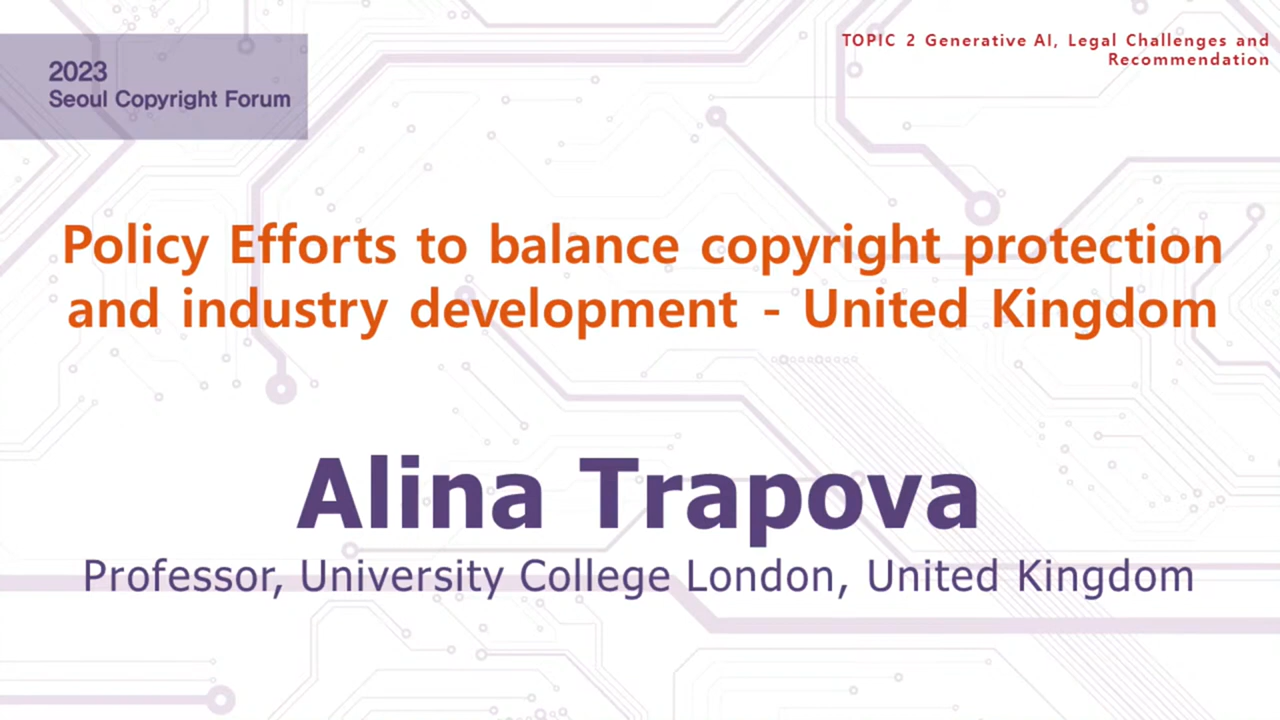 2023
Seoul Copyright Forum
TOPIC 2 Generative AI, Legal Challenges and
Recommendation
Policy Efforts to balance copyright protection
and industry development - United Kingdom
Alina Trapova
Professor, University College London, United Kingdom